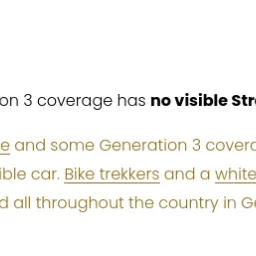 on 3 coverage has no visible Str
e and some Generation 3 covera
ible car. Bike trekkers and a white
d all throughout the country in Ge